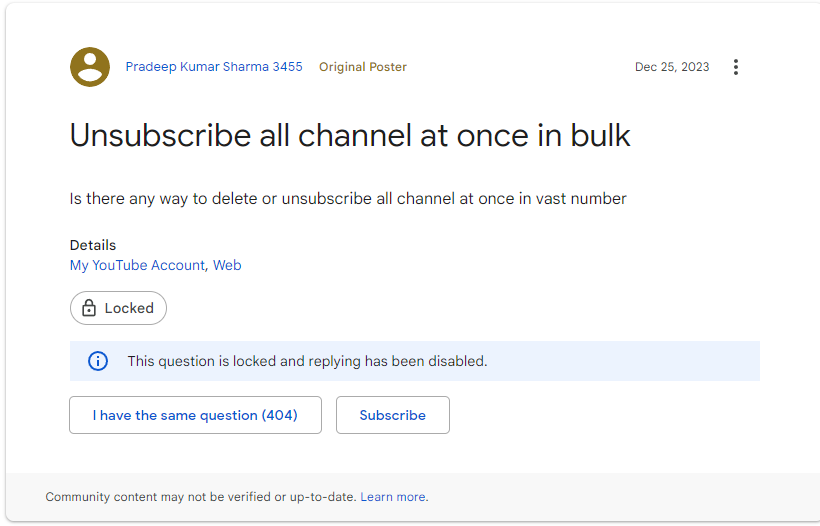 Pradeep Kumar Sharma 3455 Original Poster Dec 25, 2023
Unsubscribe all channel at once in bulk
Is there any way to delete or unsubscribe all channel at once in vast number
Details
My YouTube Account, Web
Locked
This question is locked and replying has been disabled.
I have the same question (404) Subscribe
Community content may not be verified or up-to-date. Learn more.